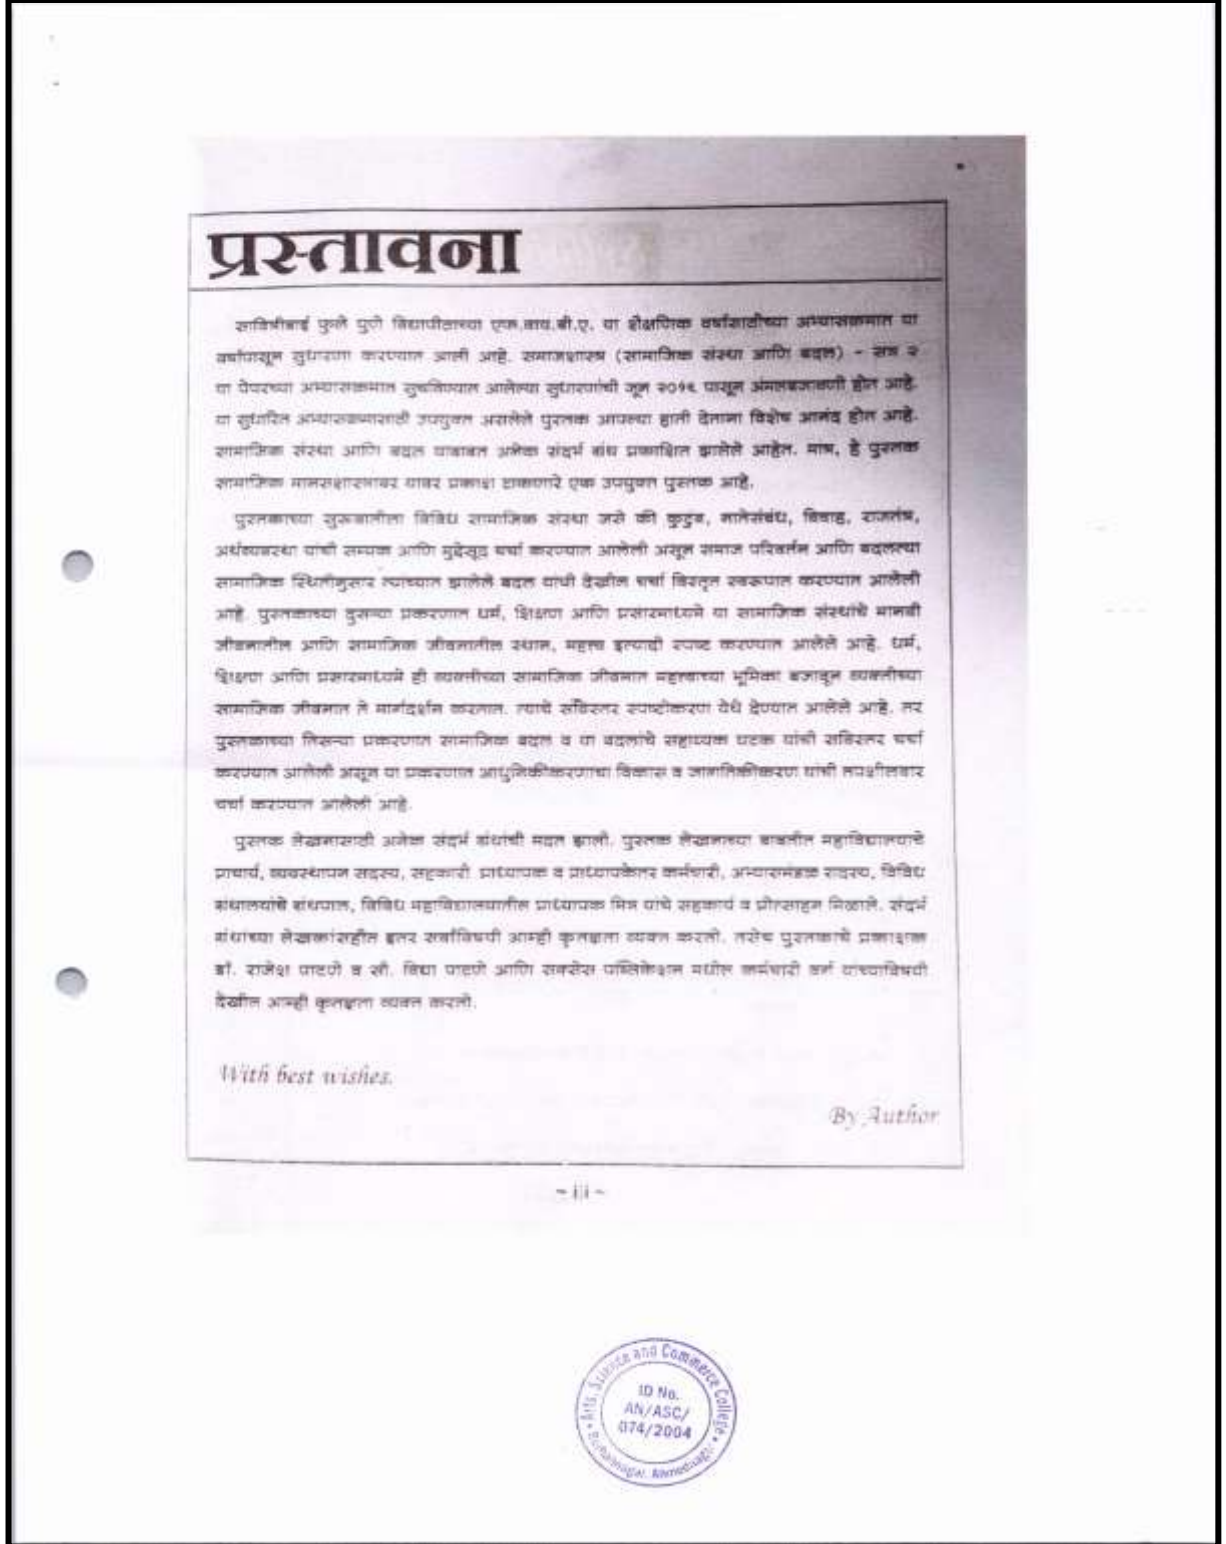 प्रस्तावना
सावित्रीबाई फुले पुणे विद्यापीठाच्या एफ.वाय.बी.ए. या शैक्षणिक वर्षासाठीच्या अभ्यासक्रमात या
वर्षापासून सुधारणा करण्यात आली आहे. समाजशास्त्र (सामाजिक संस्था आणि बदल) - सत्र २
या पेपरच्या अभ्यासक्रमात सुचविण्यात आलेल्या सुधारणांची जून २०१६ पासून अंमलबजावणी होत आहे.
या सुधारित अभ्यासक्रमासाठी उपयुक्त असलेले पुस्तक आपल्या हाती देताना विशेष आनंद होत आहे.
सामाजिक संस्था आणि बदल याबाबत अनेक संदर्भ ग्रंथ प्रकाशित झालेले आहेत. मात्र, हे पुस्तक
सामाजिक मानसशास्त्रावर यावर प्रकाश टाकणारे एक उपयुक्त पुस्तक आहे.
पुस्तकाच्या सुरूवातीला विविध सामाजिक संस्था जसे की कुटुंब, नातेसंबंध, विवाह, राजतंत्र,
अर्थव्यवस्था यांची सम्यक आणि मुद्देसूद चर्चा करण्यात आलेली असून समाज परिवर्तन आणि बदलत्या
सामाजिक स्थितीनुसार त्याच्यात झालेले बदल यांची देखील चर्चा विस्तृत स्वरूपात करण्यात आलेली
आहे. पुस्तकाच्या दुसऱ्या प्रकरणात धर्म, शिक्षण आणि प्रसारमाध्यमे या सामाजिक संस्थांचे मानवी
जीवनातील आणि सामाजिक जीवनातील स्थान, महत्त्व इत्यादी स्पष्ट करण्यात आलेले आहे. धर्म,
शिक्षण आणि प्रसारमाध्यमे ही व्यक्तीच्या सामाजिक जीवनात महत्त्वाच्या भूमिका बजावून व्यक्तीच्या
सामाजिक जीवनात ते मार्गदर्शन करतात. त्याचे सविस्तर स्पष्टीकरण येथे देण्यात आलेले आहे. तर
पुस्तकाच्या तिसऱ्या प्रकरणात सामाजिक बदल व या बदलांचे सहाय्यक घटक यांची सविस्तर चर्चा
करण्यात आलेली असून या प्रकरणात आधुनिकीकरणाचा विकास व जागतिकीकरण यांची तपशीलवार
चर्चा करण्यात आलेली आहे.
पुस्तक लेखनासाठी अनेक संदर्भ ग्रंथांची मदत झाली. पुस्तक लेखनाच्या बाबतीत महाविद्यालयाचे
प्राचार्य, व्यवस्थापन सदस्य, सहकारी प्राध्यापक व प्राध्यापकेतर कर्मचारी, अभ्यासमंडळ सदस्य, विविध
ग्रंथालयांचे ग्रंथपाल, विविध महाविद्यालयातील प्राध्यापक मित्र यांचे सहकार्य व प्रोत्साहन मिळाले. संदर्भ
ग्रंथांच्या लेखकांसहीत इतर सर्वांविषयी आम्ही कृतज्ञता व्यक्त करतो. तसेच पुस्तकाचे प्रकाशक
डॉ. राजेश पाटणे व सौ. विद्या पाटणे आणि सक्सेस पब्लिकेशन मधील कर्मचारी वर्ग यांच्याविषयी
देखील आम्ही कृतज्ञता व्यक्त करतो.
With best wishes.
By Author
~ iii ~
Arts, Science and Commerce College
ID No.
AN/ASC/
074/2004
Burhannagar, Ahmednagar